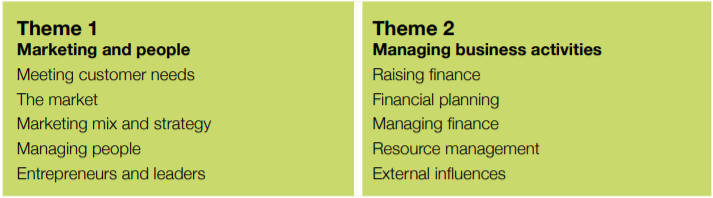 Theme 1
Marketing and people
Meeting customer needs
The market
Marketing mix and strategy
Managing people
Entrepreneurs and leaders
Theme 2
Managing business activities
Raising finance
Financial planning
Managing finance
Resource management
External influences